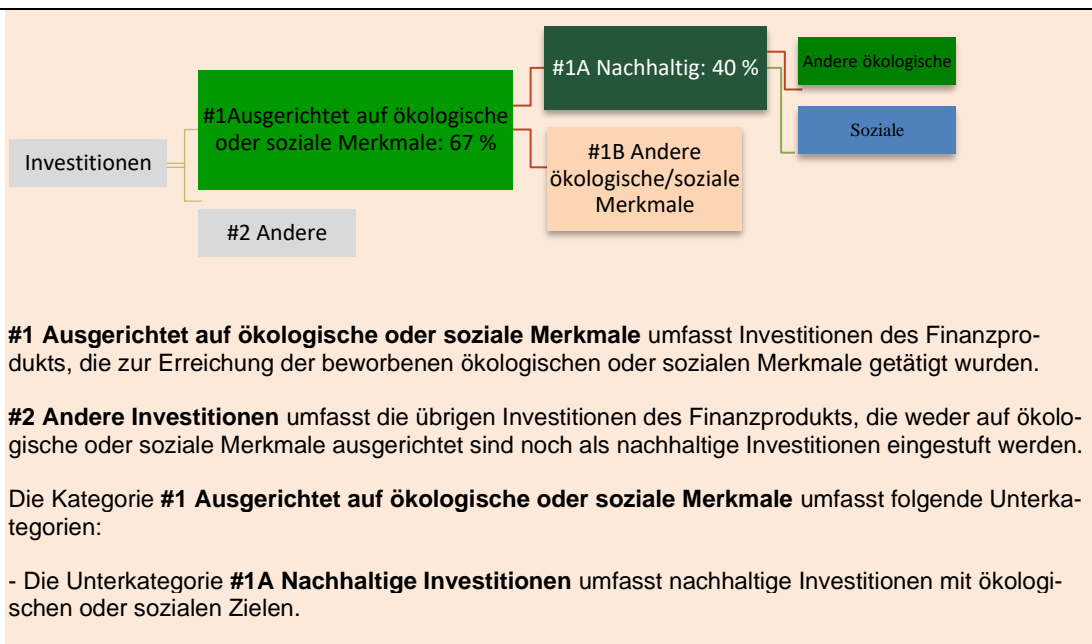 Investitionen
#1Ausgerichtet auf ökologische
oder soziale Merkmale: 67 %
#2 Andere
#1A Nachhaltig: 40 %
#1B Andere
ökologische/soziale
Merkmale
Andere ökologische
Soziale
#1 Ausgerichtet auf ökologische oder soziale Merkmale umfasst Investitionen des Finanzpro-
dukts, die zur Erreichung der beworbenen ökologischen oder sozialen Merkmale getätigt wurden.
#2 Andere Investitionen umfasst die übrigen Investitionen des Finanzprodukts, die weder auf ökolo-
gische oder soziale Merkmale ausgerichtet sind noch als nachhaltige Investitionen eingestuft werden.
Die Kategorie #1 Ausgerichtet auf ökologische oder soziale Merkmale umfasst folgende Unterka-
tegorien:
- Die Unterkategorie #1A Nachhaltige Investitionen umfasst nachhaltige Investitionen mit ökologi-
schen oder sozialen Zielen.